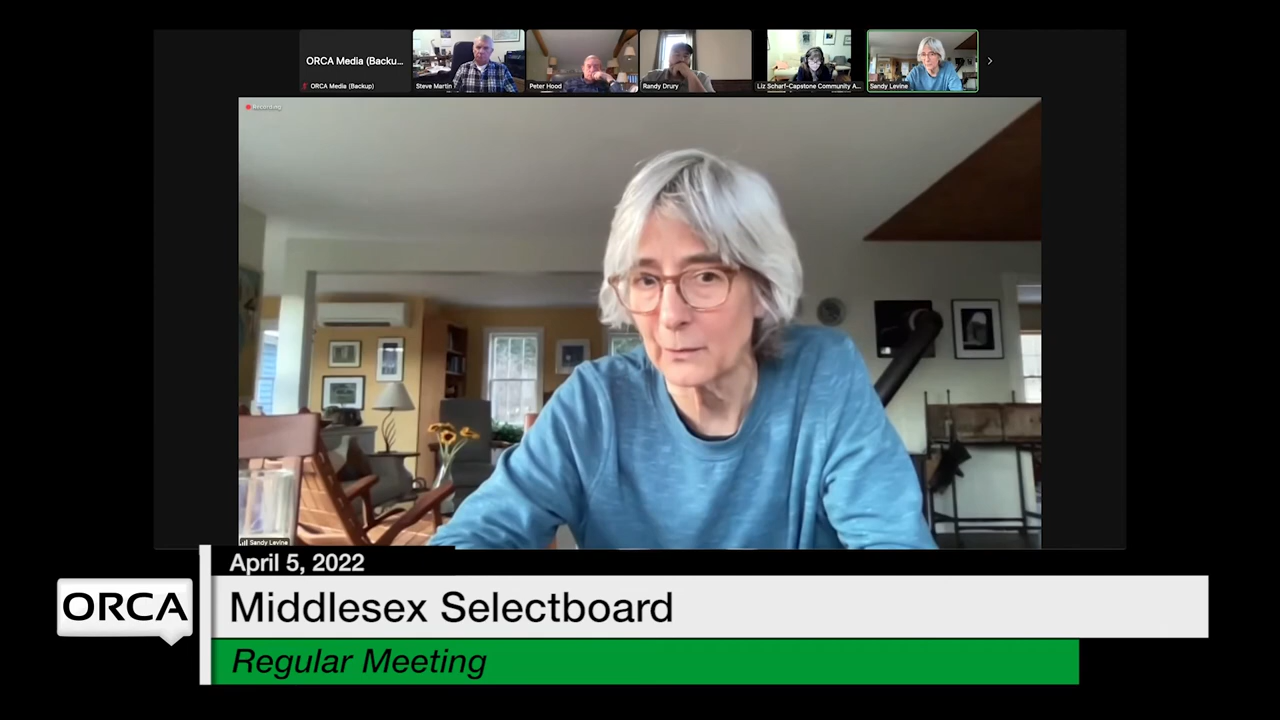 ORCA Media (Backu...
ORCA Media (Backup)
Steve Martin
Peter Hood
Randy Drury
Liz Scharf-Capstone Community A...
Sandy Levine
Recording
Sandy Levine
April 5, 2022
ORCA
Middlesex Selectboard
Regular Meeting